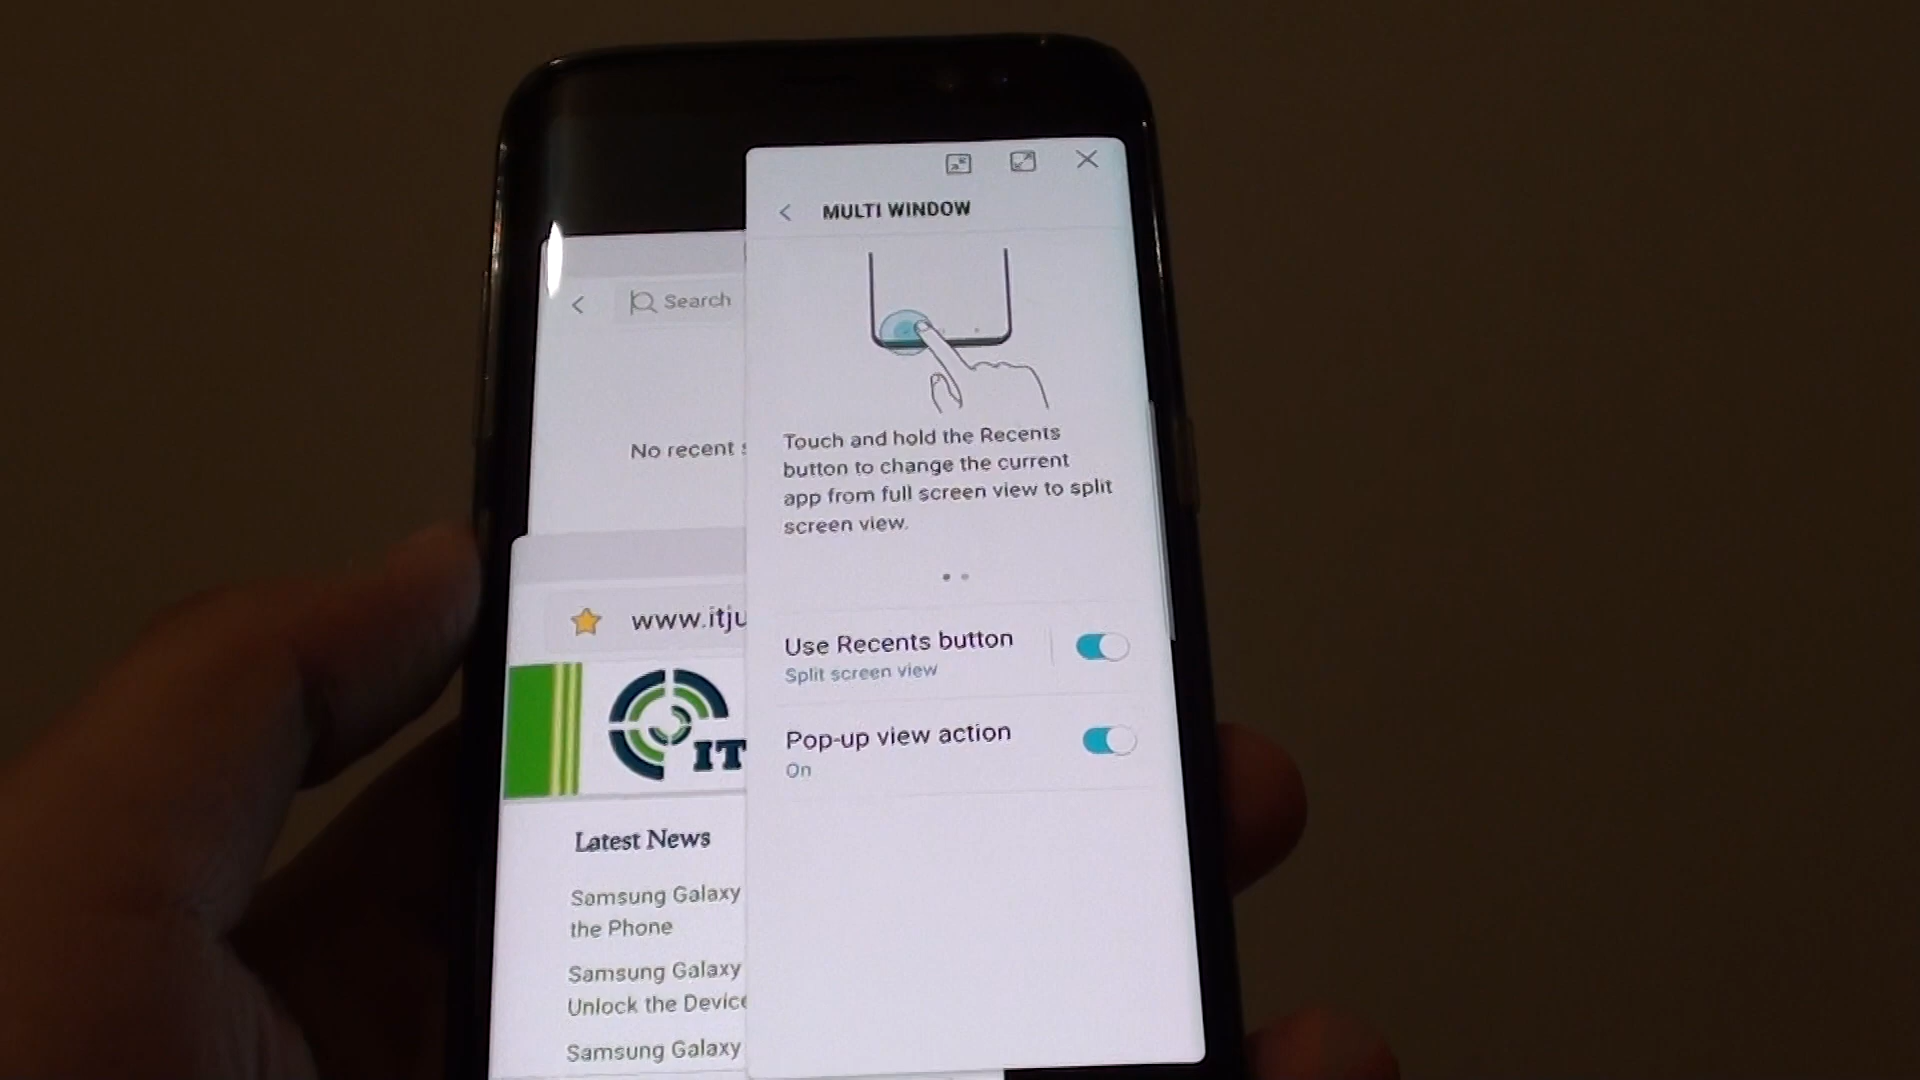 MULTI WINDOW
Search
No recent
Touch and hold the Recents
button to change the current
app from full screen view to split
screen view.
www.itju
Use Recents button
Split screen view
IT
Pop-up view action
On
Latest News
Samsung Galaxy
the Phone
Samsung Galaxy
Unlock the Device
Samsung Galaxy